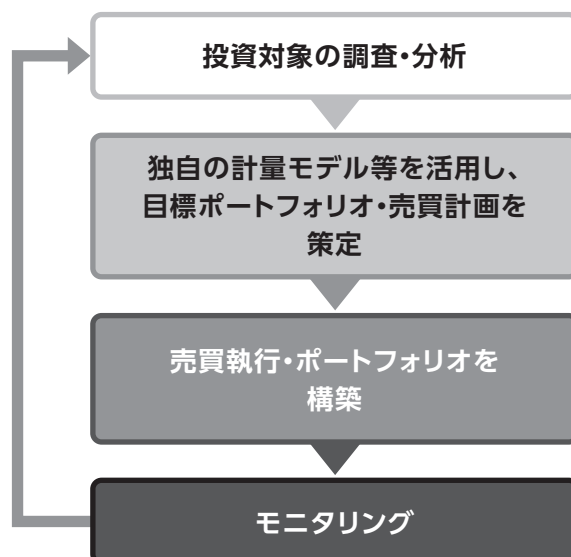 投資対象の調査・分析
独自の計量モデル等を活用し、
目標ポートフォリオ・売買計画を
策定
売買執行・ポートフォリオを
構築
モニタリング